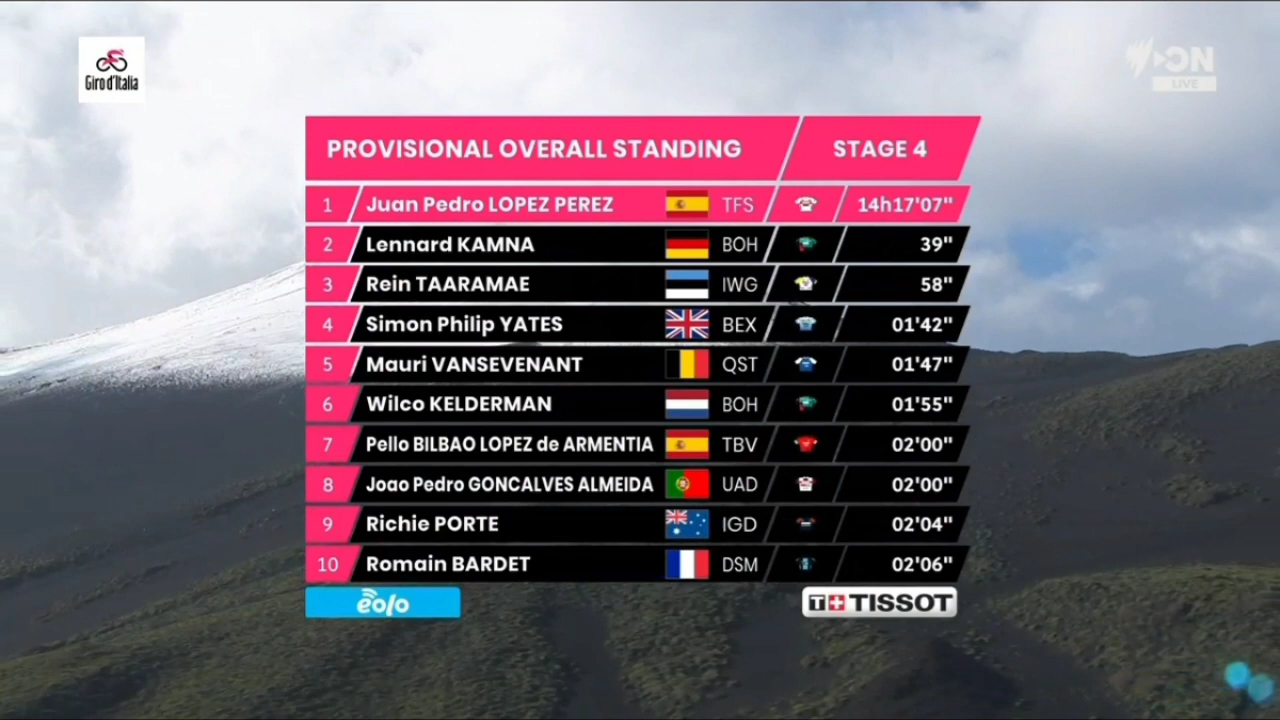 Giro d'Italia
ON
LIVE
PROVISIONAL OVERALL STANDING STAGE 4
1 Juan Pedro LOPEZ PEREZ TFS 14h17'07"
2 Lennard KAMNA BOH 39"
3 Rein TAARAMAE IWG 58"
4 Simon Philip YATES BEX 01'42"
5 Mauri VANSEVENANT QST 01'47"
6 Wilco KELDERMAN BOH 01'55"
7 Pello BILBAO LOPEZ de ARMENTIA TBV 02'00"
8 Joao Pedro GONCALVES ALMEIDA UAD 02'00"
9 Richie PORTE IGD 02'04"
10 Romain BARDET DSM 02'06"
eolo T+ TISSOT